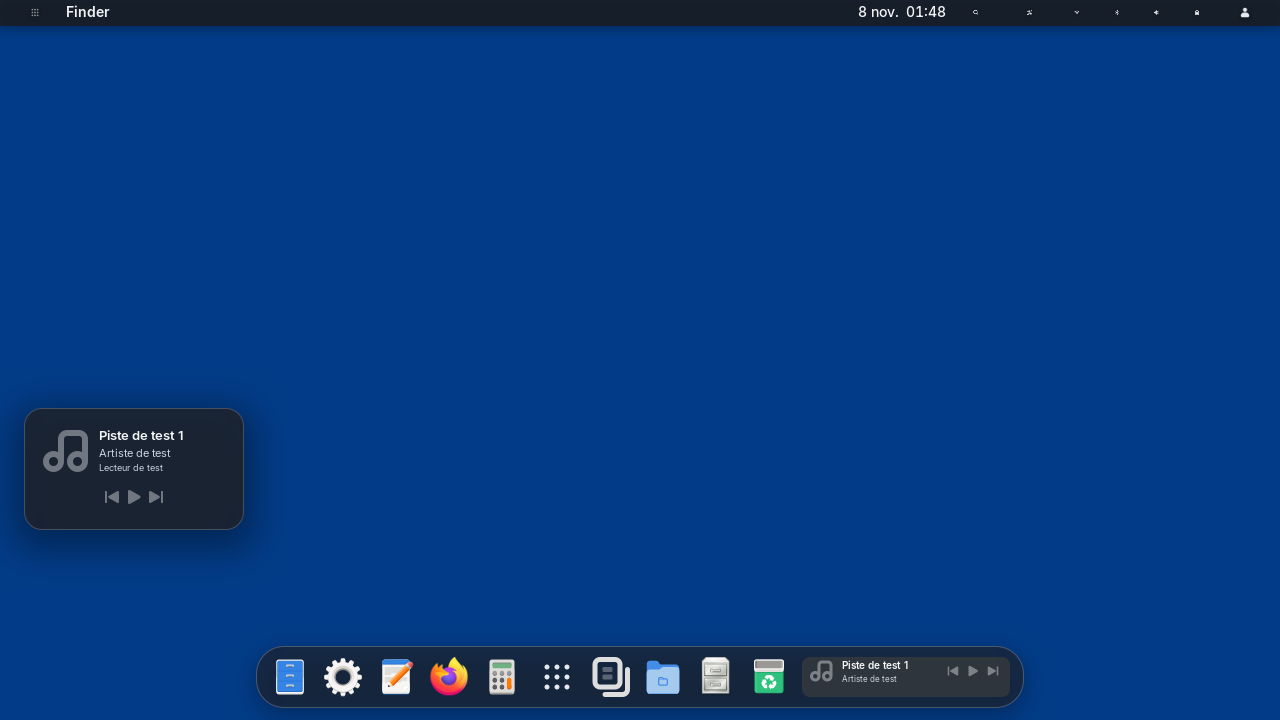 Finder
8 nov. 01:48
Piste de test 1
Artiste de test
Lecteur de test
Piste de test 1
Artiste de test